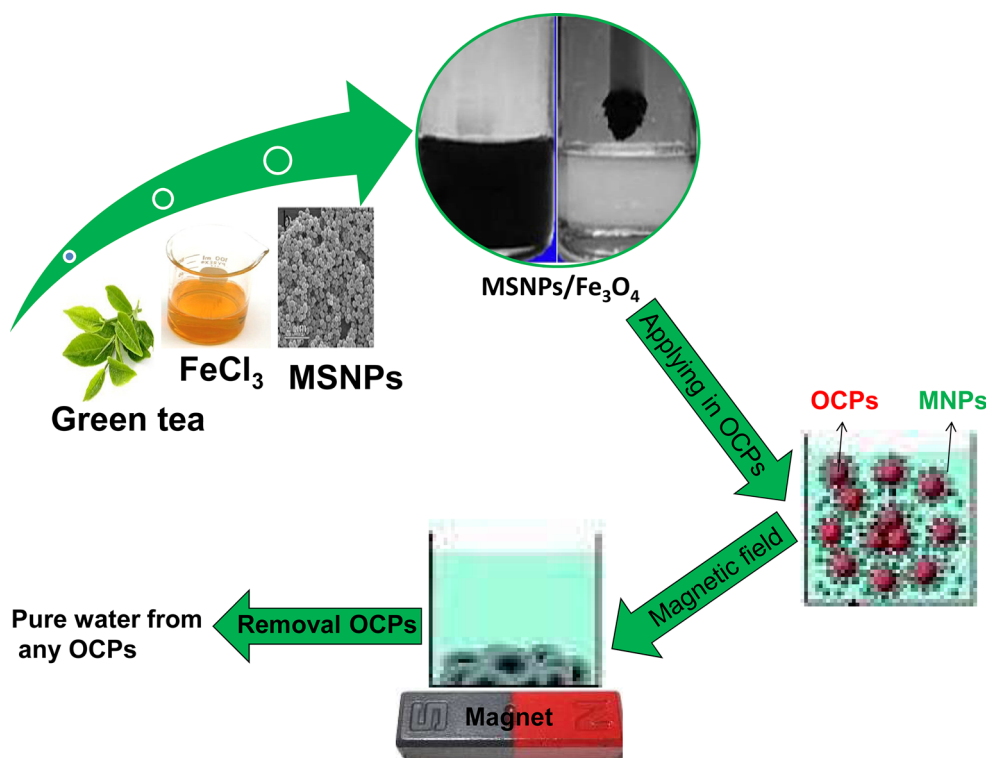 MSNPs/Fe₃O₄
FeCl₃
MSNPs
Green tea
Applying in OCPs
OCPs
MNPs
Magnetic field
Removal OCPs
Pure water from
any OCPs
S
Magnet
N